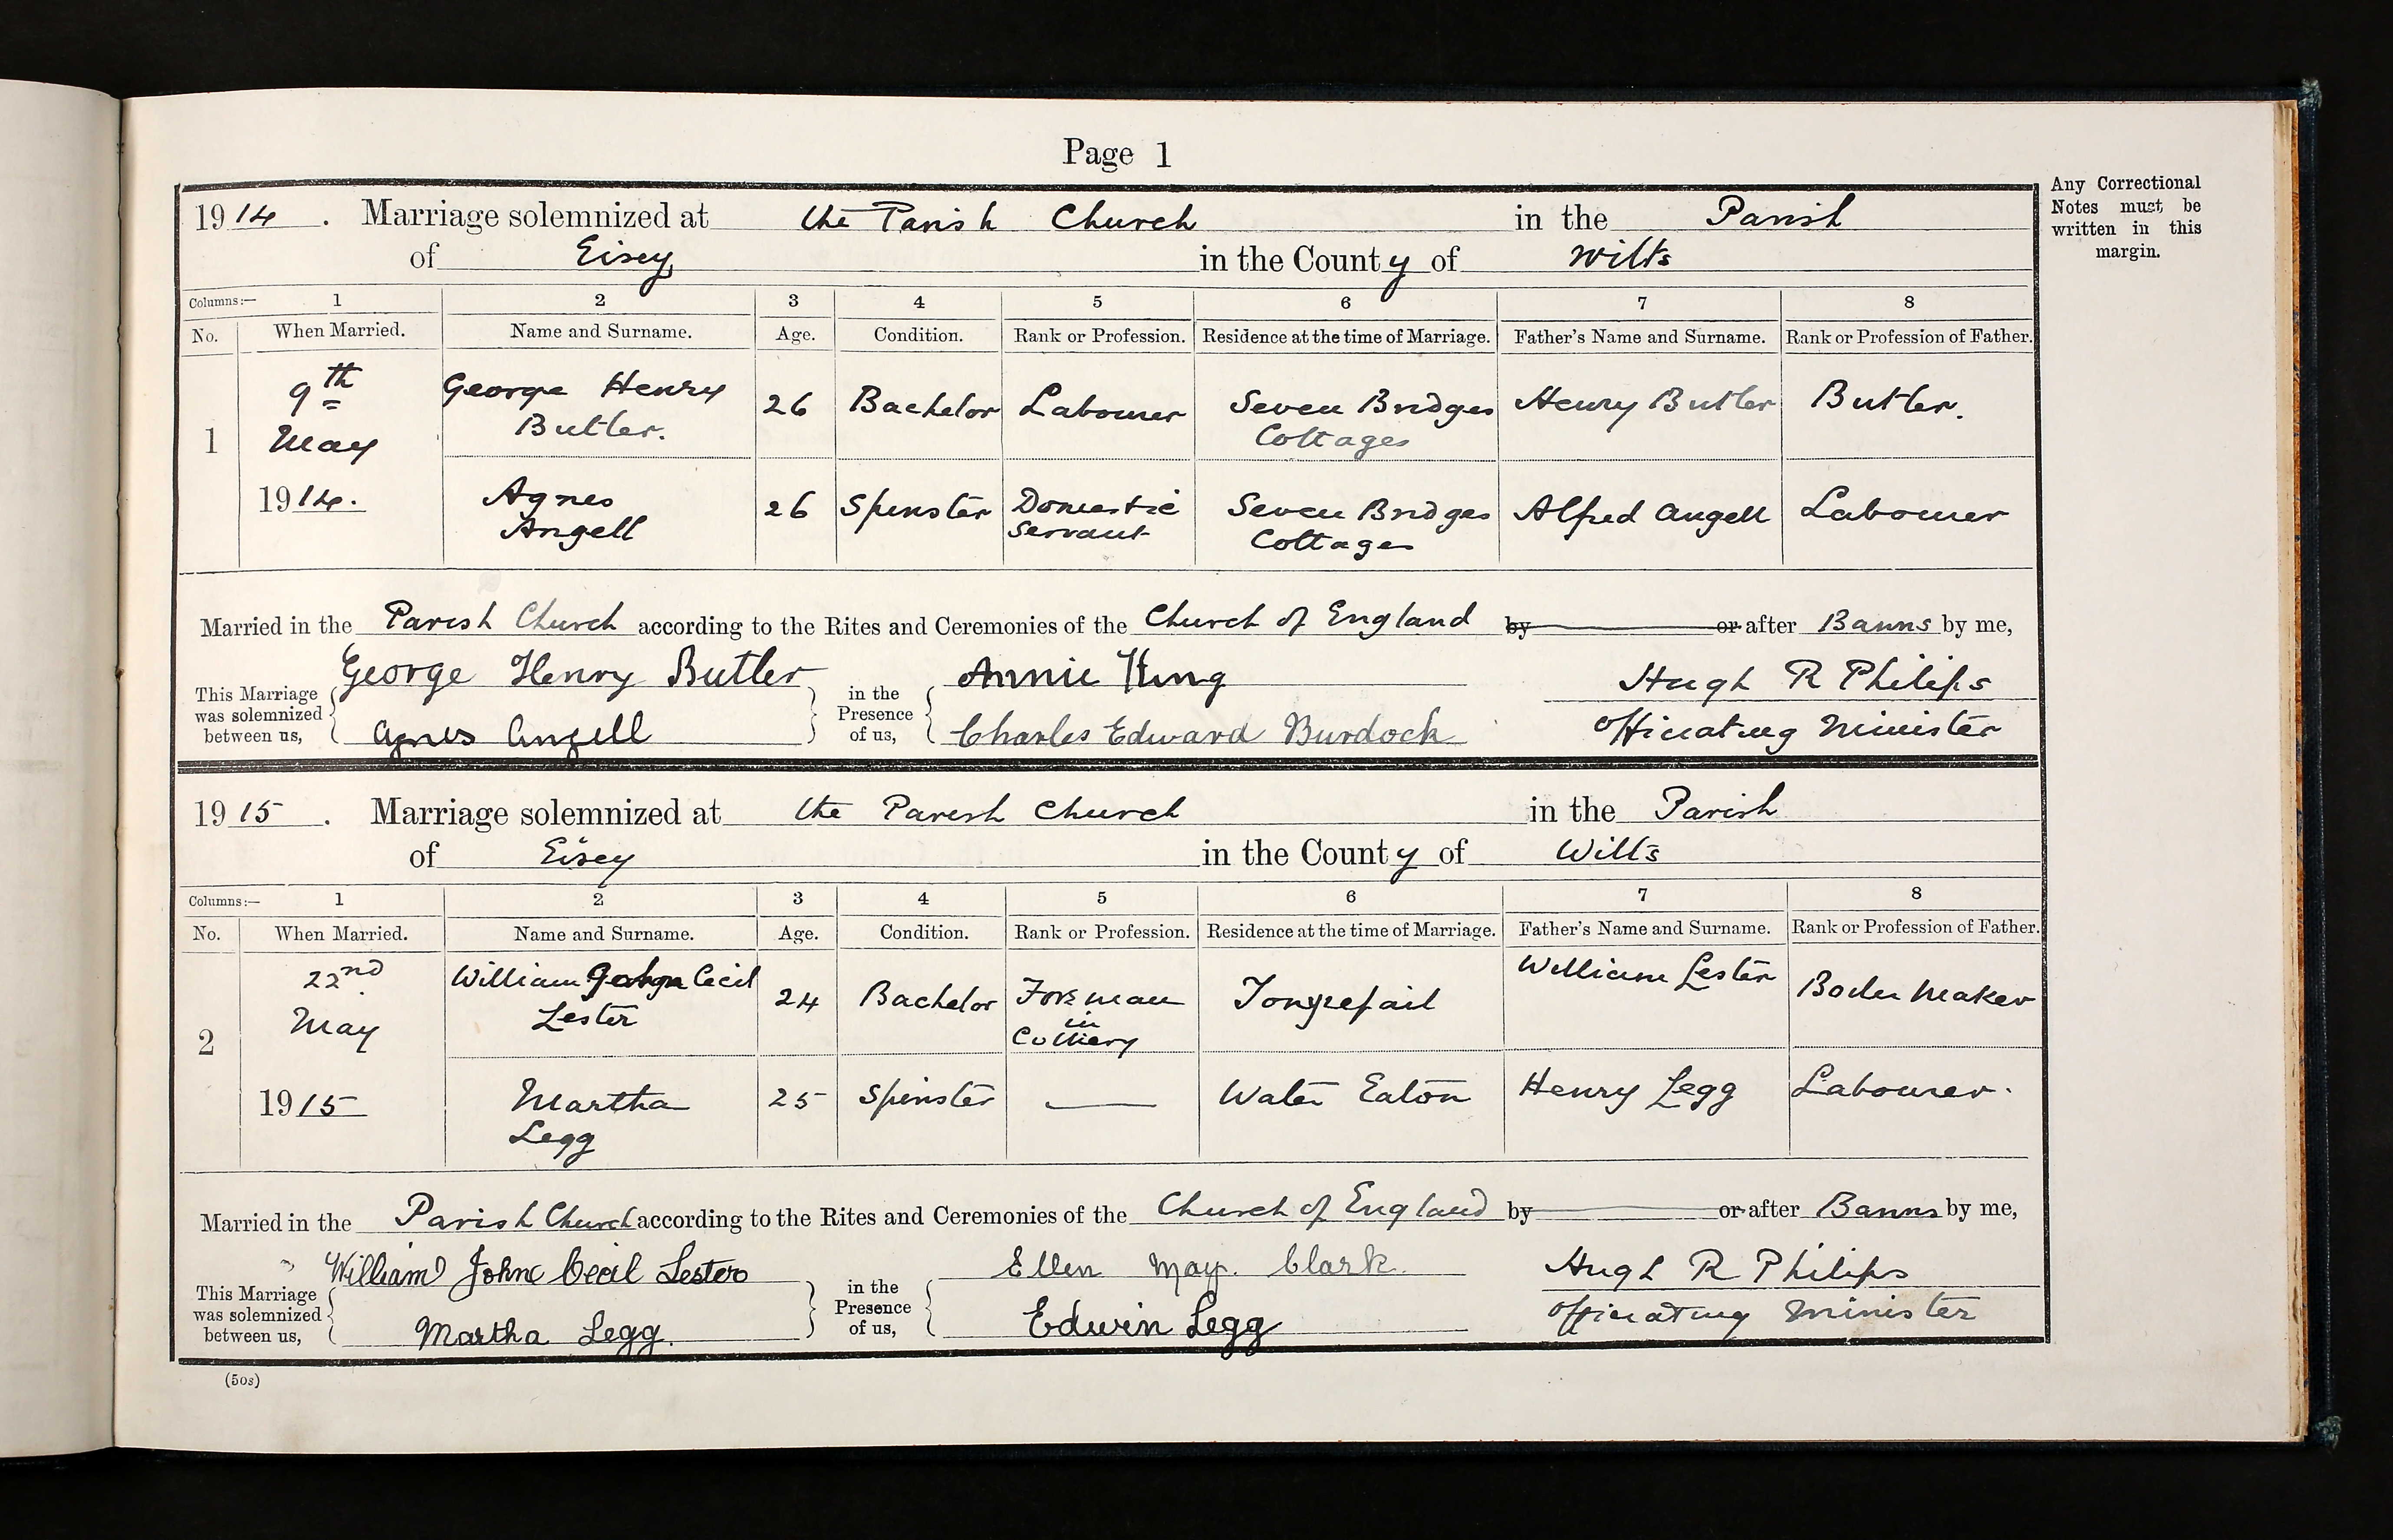 Page 1
Any Correctional
Notes must be
written in this
margin.
1914. Marriage solemnized at the Parish Church in the Parish
of Eisey in the County of Wilts
Columns:— 1 2 3 4 5 6 7 8
No. When Married. Name and Surname. Age. Condition. Rank or Profession. Residence at the time of Marriage. Father's Name and Surname. Rank or Profession of Father.
9th George Henry 26 Bachelor Labourer Seven Bridges Henry Butler Butler.
1 May Butler. Cottages
1914. Agnes 26 Spinster Domestic Seven Bridges Alfred Angell Labourer
Angell Servant Cottages
Married in the Parish Church according to the Rites and Ceremonies of the Church of England by or after Banns by me,
George Henry Butler Annie King Hugh R Philips
This Marriage was solemnized between us, in the Presence of us,
Agnes Angell Charles Edward Burdock Officiating Minister
1915. Marriage solemnized at the Parish Church in the Parish
of Eisey in the County of Wilts
Columns:— 1 2 3 4 5 6 7 8
No. When Married. Name and Surname. Age. Condition. Rank or Profession. Residence at the time of Marriage. Father's Name and Surname. Rank or Profession of Father.
22nd William Cecil 24 Bachelor Foreman Tonyrefail William Lester Boiler Maker
2 May Lester in Colliery
1915 Martha 25 Spinster — Water Eaton Henry Legg Labourer.
Legg
Married in the Parish Church according to the Rites and Ceremonies of the Church of England by or after Banns by me,
William John Cecil Lester Ellen May. Clark. Hugh R Philips
This Marriage was solemnized between us, in the Presence of us,
Martha Legg. Edwin Legg Officiating Minister
(50s)